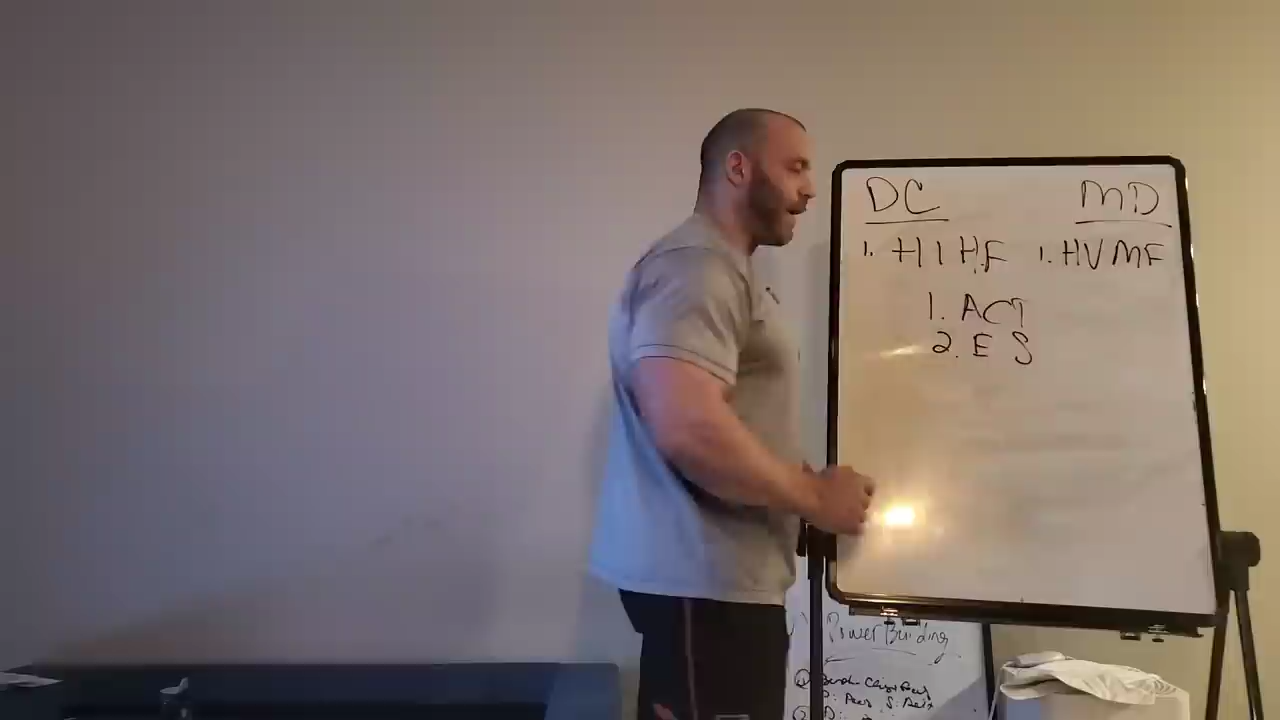 DC MD
1. HIHF 1. HVMF
1. ACT
2. ES
Power Building